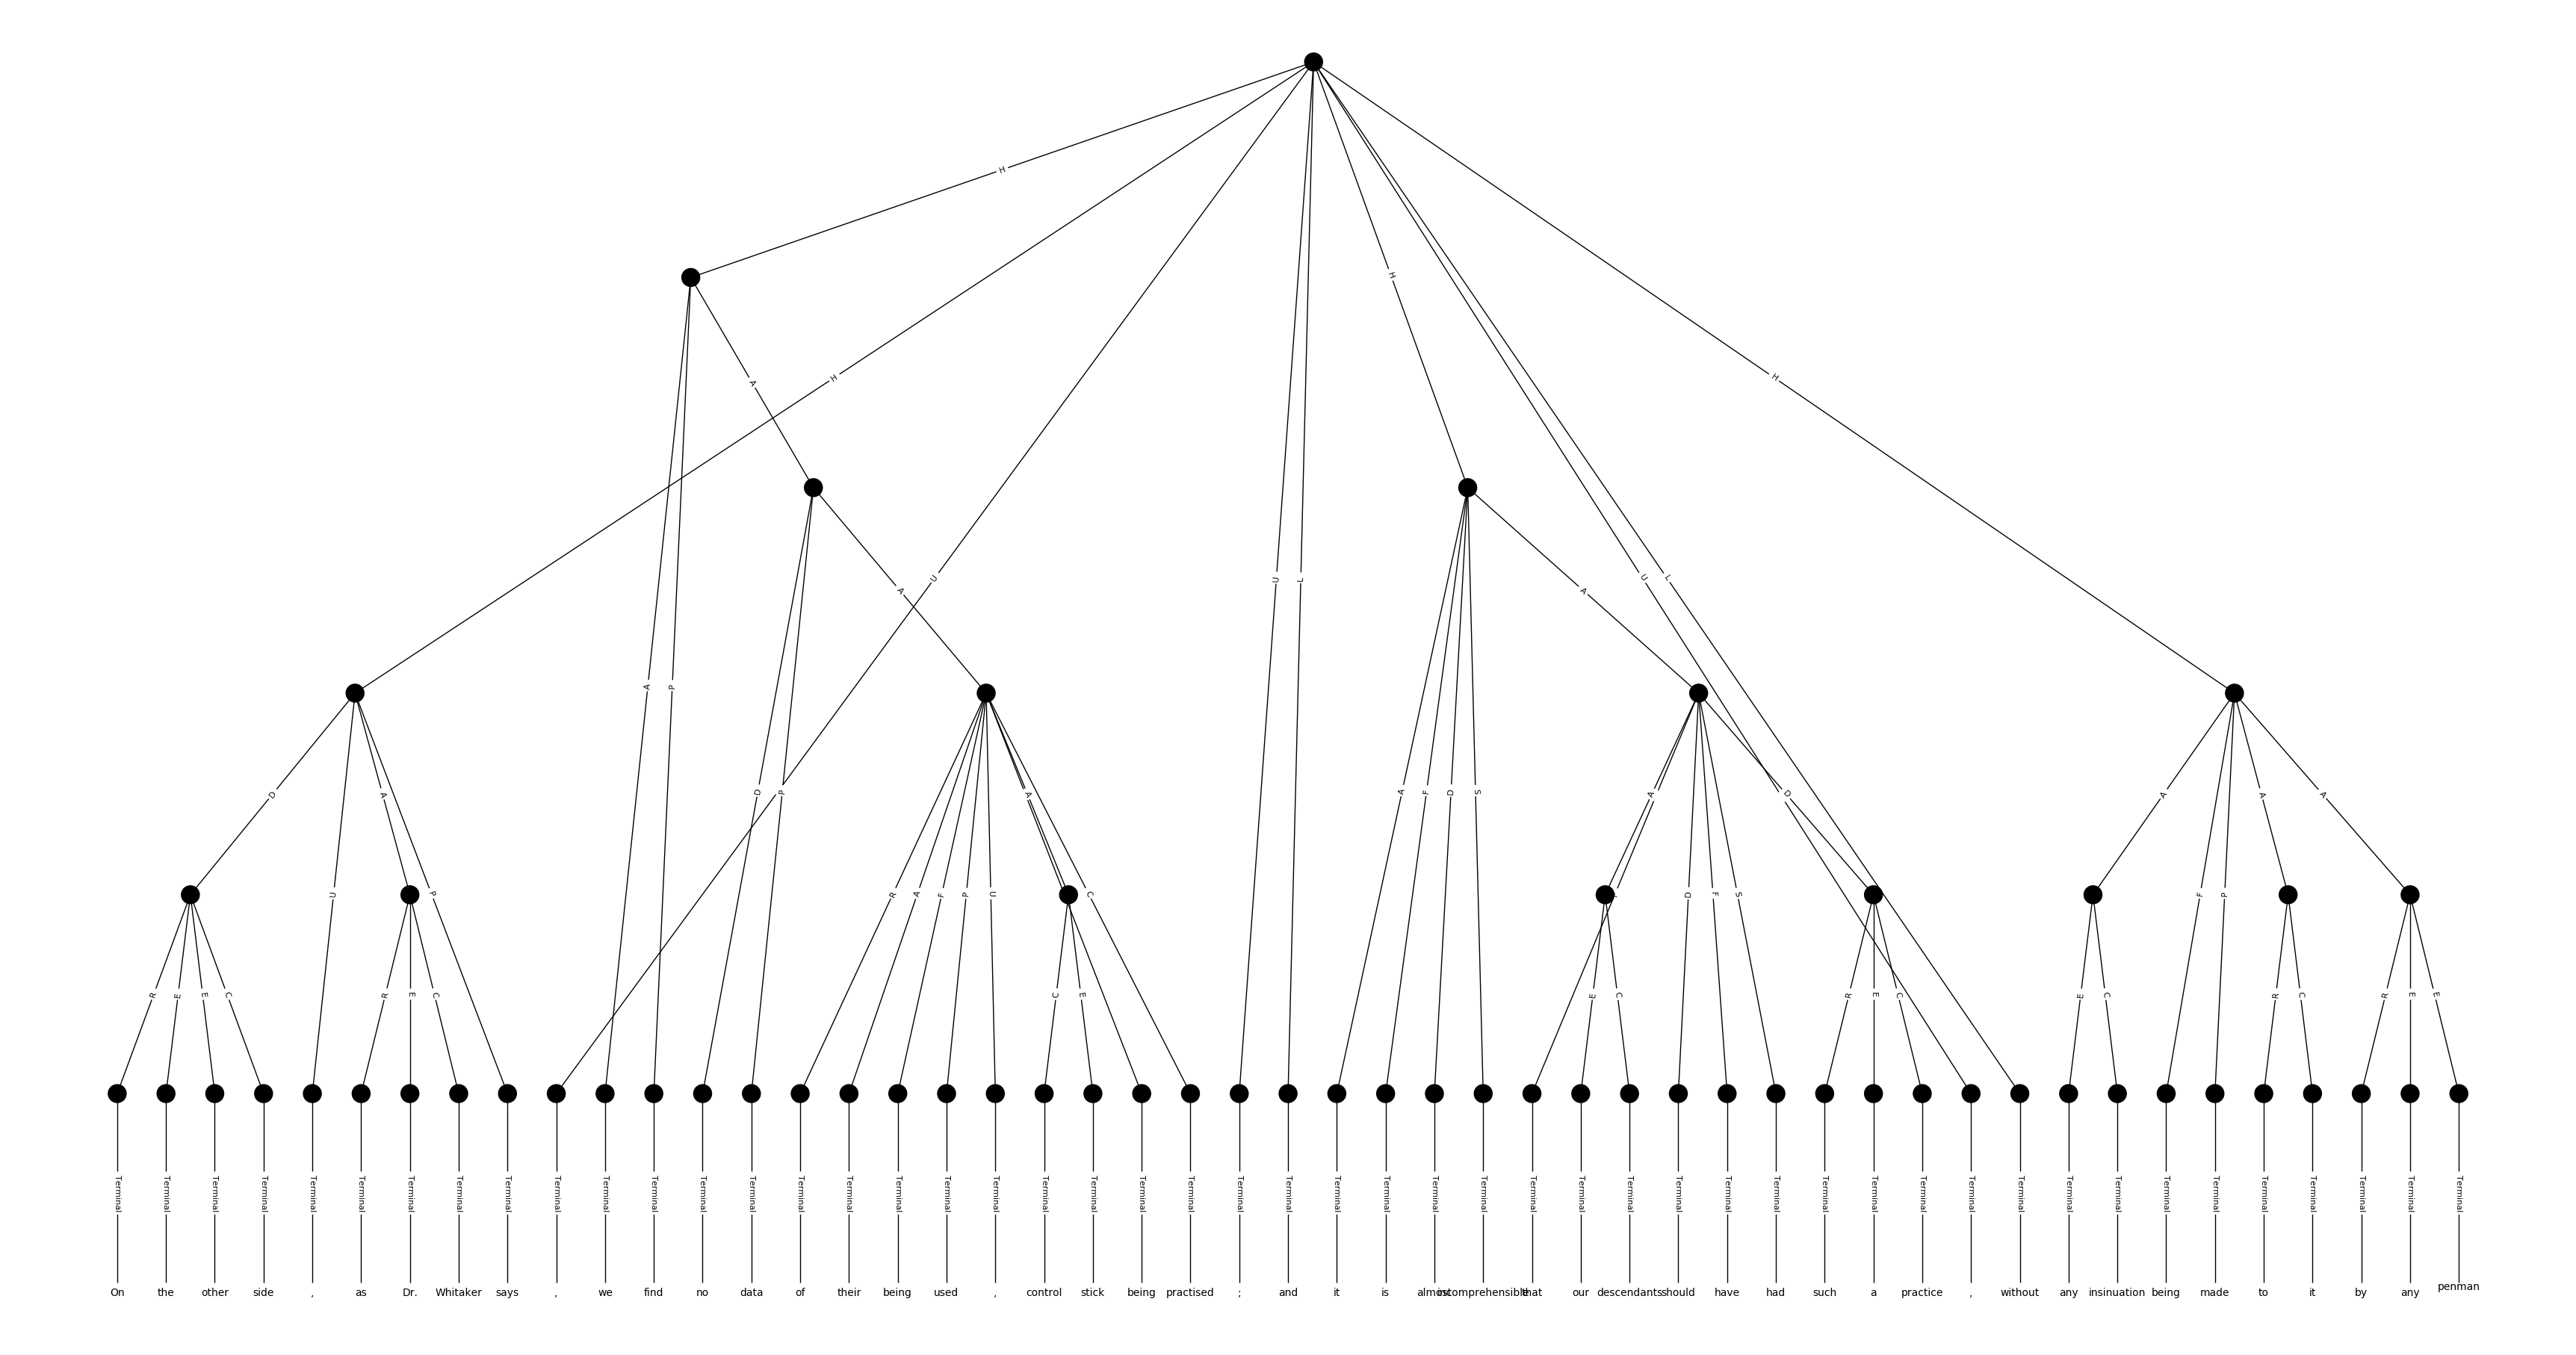 H
H
H
H
A
A
U
U
L
A
U
L
A
P
D
A
D
P
A
F
D
S
A
A
D
A
A
A
U
P
R
A
F
P
U
C
D
F
S
F
P
R
E
E
C
R
E
C
C
E
E
C
R
E
C
E
C
R
C
R
E
E
Terminal Terminal Terminal Terminal Terminal Terminal Terminal Terminal Terminal Terminal Terminal Terminal Terminal Terminal Terminal Terminal Terminal Terminal Terminal Terminal Terminal Terminal Terminal Terminal Terminal Terminal Terminal Terminal Terminal Terminal Terminal Terminal Terminal Terminal Terminal Terminal Terminal Terminal Terminal Terminal Terminal Terminal Terminal Terminal Terminal Terminal Terminal Terminal Terminal
On the other side , as Dr. Whitaker says , we find no data of their being used , control stick being practised ; and it is almost incomprehensible that our descendants should have had such a practice , without any insinuation being made to it by any penman